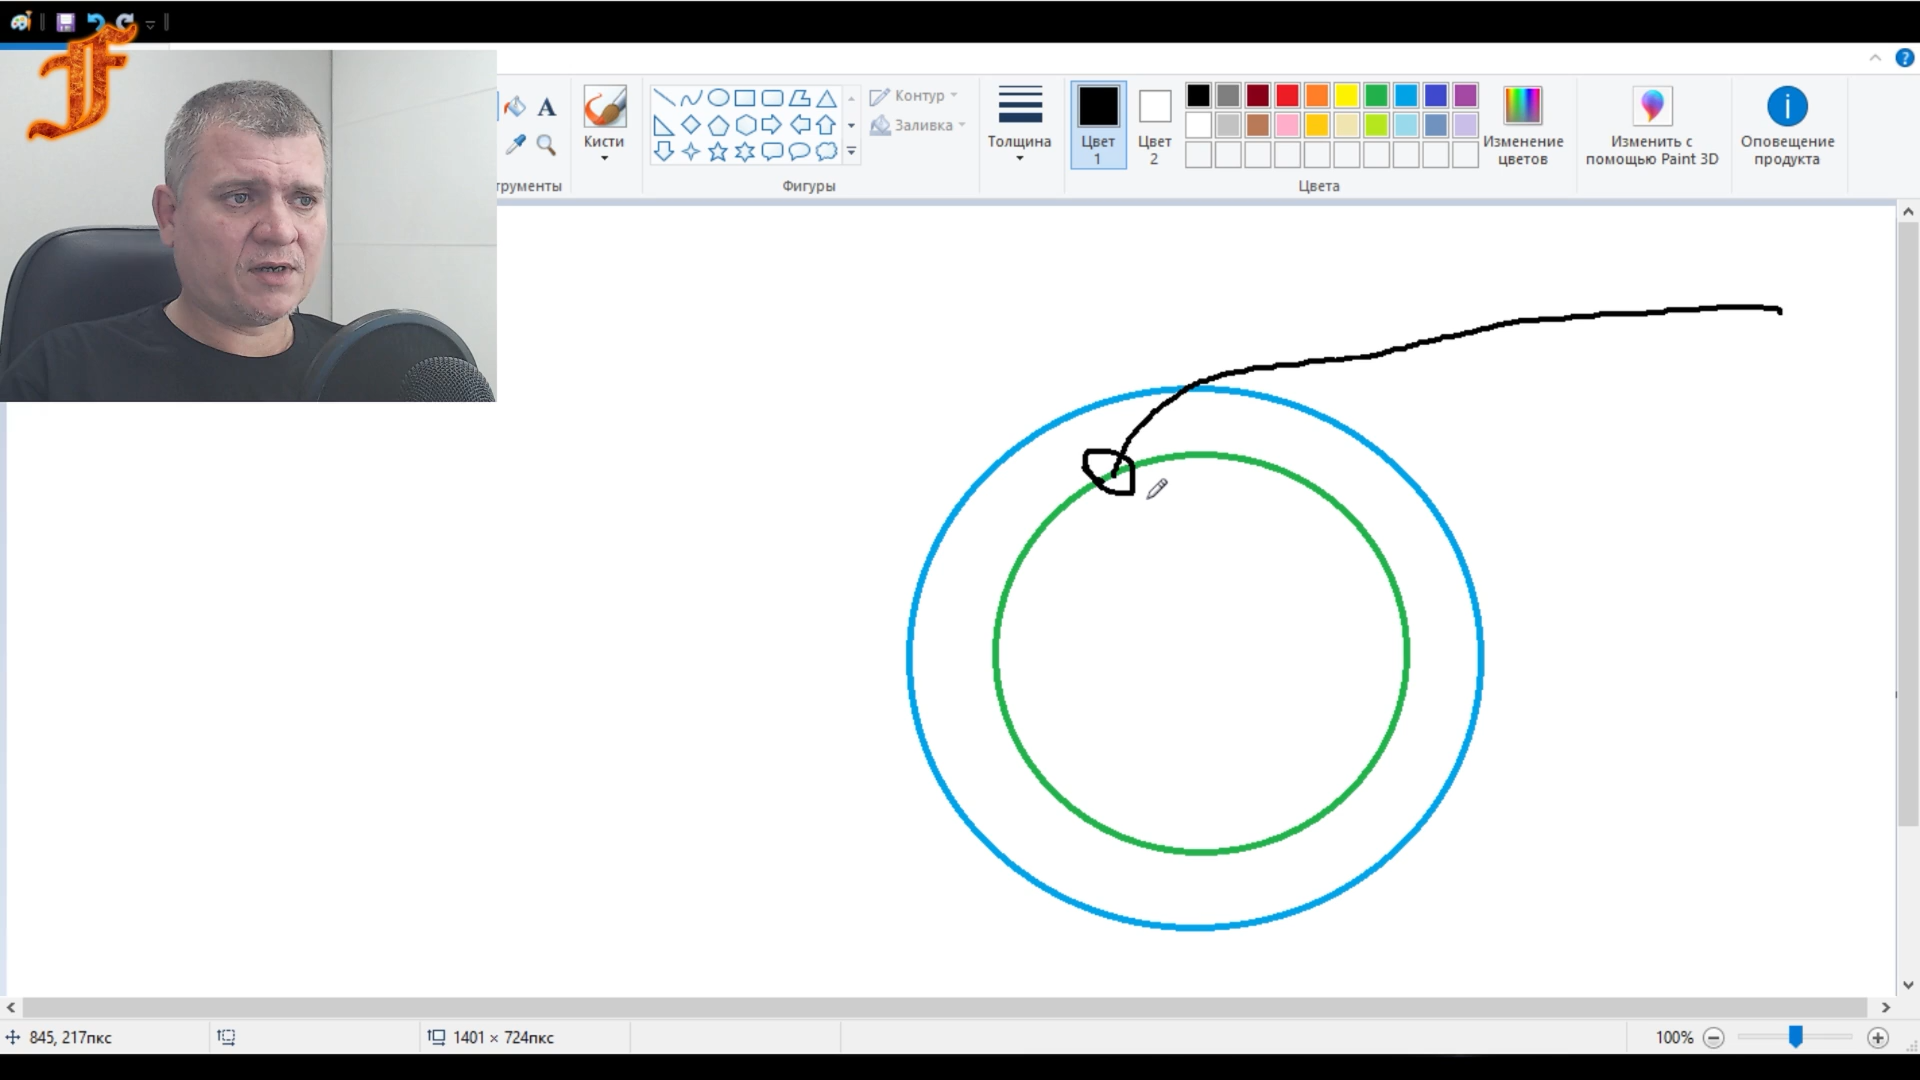 F
A
Кисти
Контур
Заливка
Толщина
Цвет
1
Цвет
2
Изменение
цветов
Изменить с
помощью Paint 3D
Оповещение
продукта
трументы
Фигуры
Цвета
845, 217пкс
1401 × 724пкс
100%